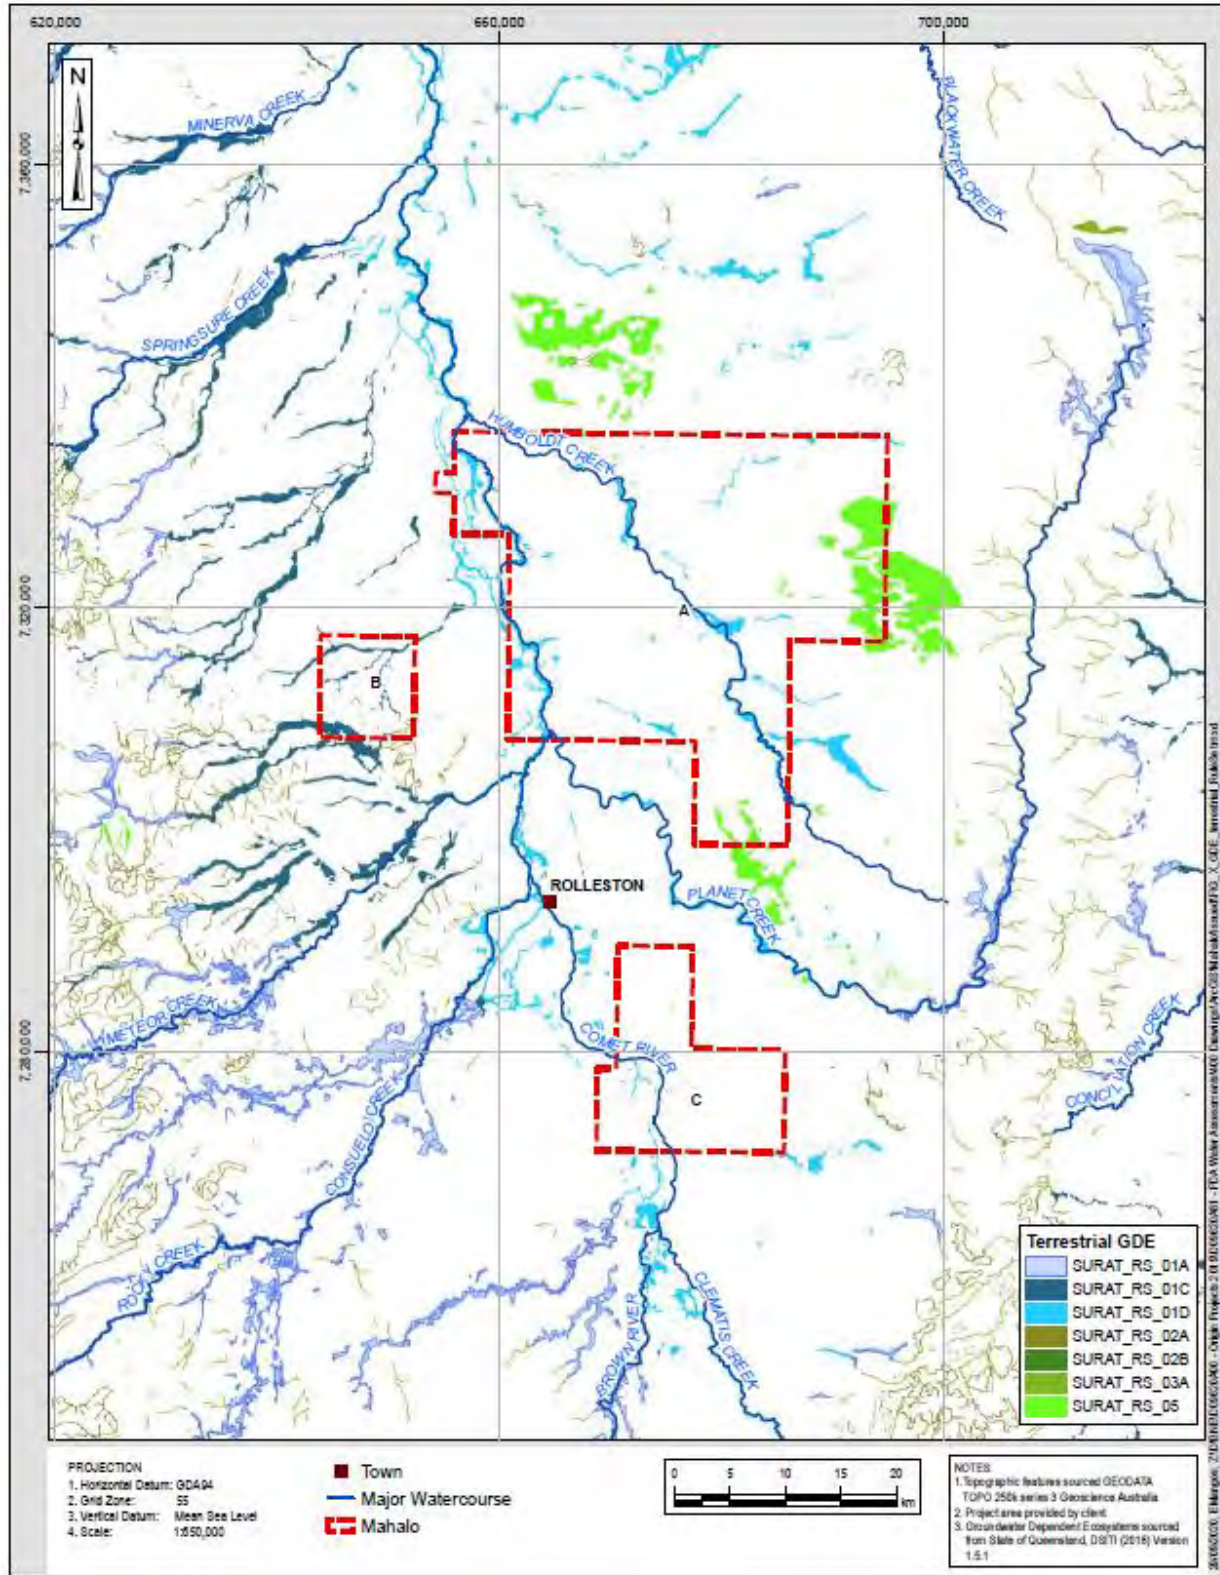 620,000
660,000
700,000
N
MINERVA CREEK
BLACKWATER CREEK
7,360,000
SPRINGSURE CREEK
HUMBOLDT CREEK
7,320,000
A
B
ROLLESTON
PLANET CREEK
METEOR CREEK
7,280,000
COMET RIVER
CONCILIATION CREEK
C
CONSUELO CREEK
ROCKY CREEK
BROWN RIVER
CLEMATIS CREEK
Terrestrial GDE
SURAT_RS_01A
SURAT_RS_01C
SURAT_RS_01D
SURAT_RS_02A
SURAT_RS_02B
SURAT_RS_03A
SURAT_RS_05
PROJECTION
1. Horizontal Datum: GDA94
2. Grid Zone: 55
3. Vertical Datum: Mean Sea Level
4. Scale: 1:650,000
Town
Major Watercourse
Mahalo
0 5 10 15 20
km
NOTES:
1. Topographic features sourced GEODATA
TOPO 250k series 3 Geoscience Australia
2. Project area provided by client
3. Groundwater Dependent Ecosystems sourced
from State of Queensland, DSITI (2018) Version
1.5.1